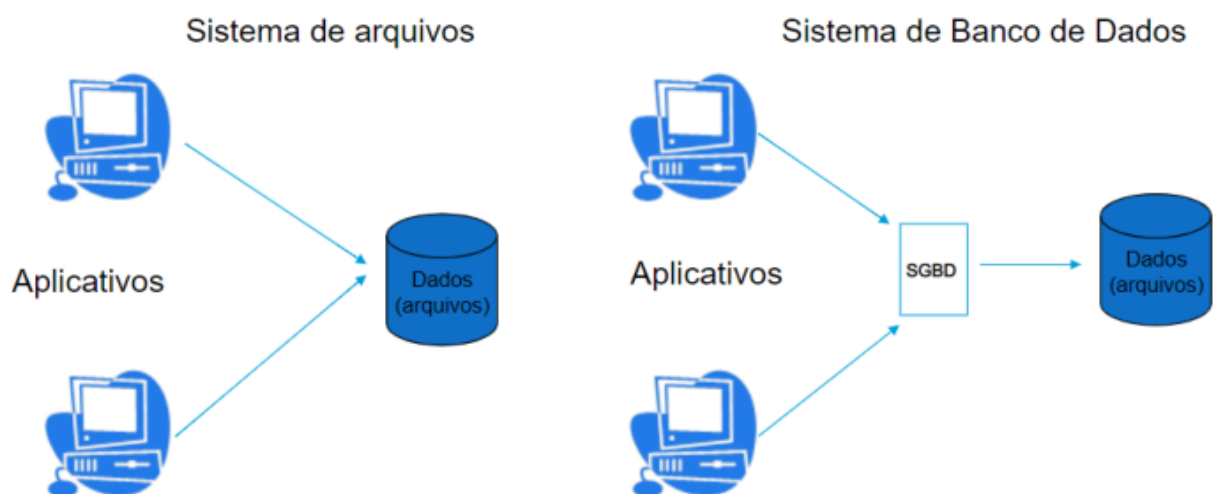 Sistema de arquivos
Aplicativos
Dados
(arquivos)
Sistema de Banco de Dados
Aplicativos
SGBD
Dados
(arquivos)